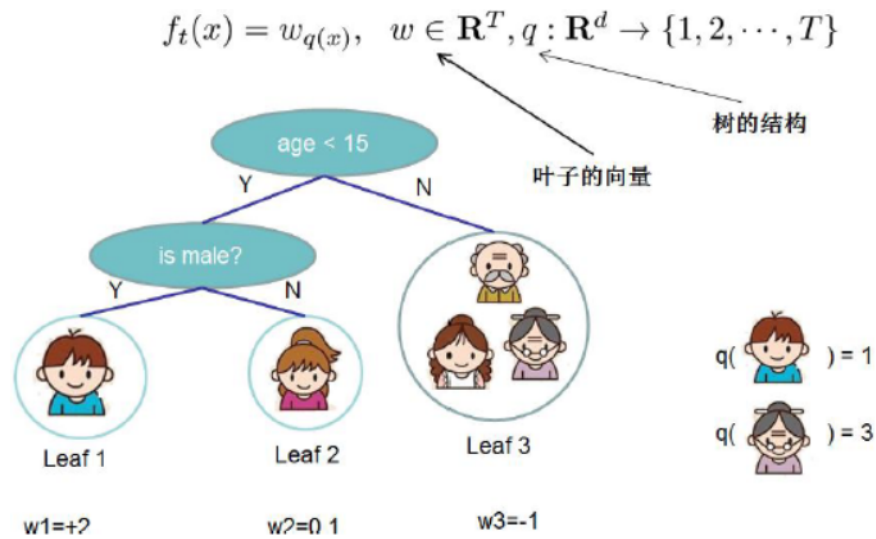 f_t(x) = w_{q(x)}, w ∈ R^T, q : R^d → {1, 2, ⋯, T}
树的结构
叶子的向量
age < 15
Y
N
is male?
Y
N
Leaf 1
Leaf 2
Leaf 3
q( ) = 1
q( ) = 3
w1=+2
w2=0 1
w3=-1